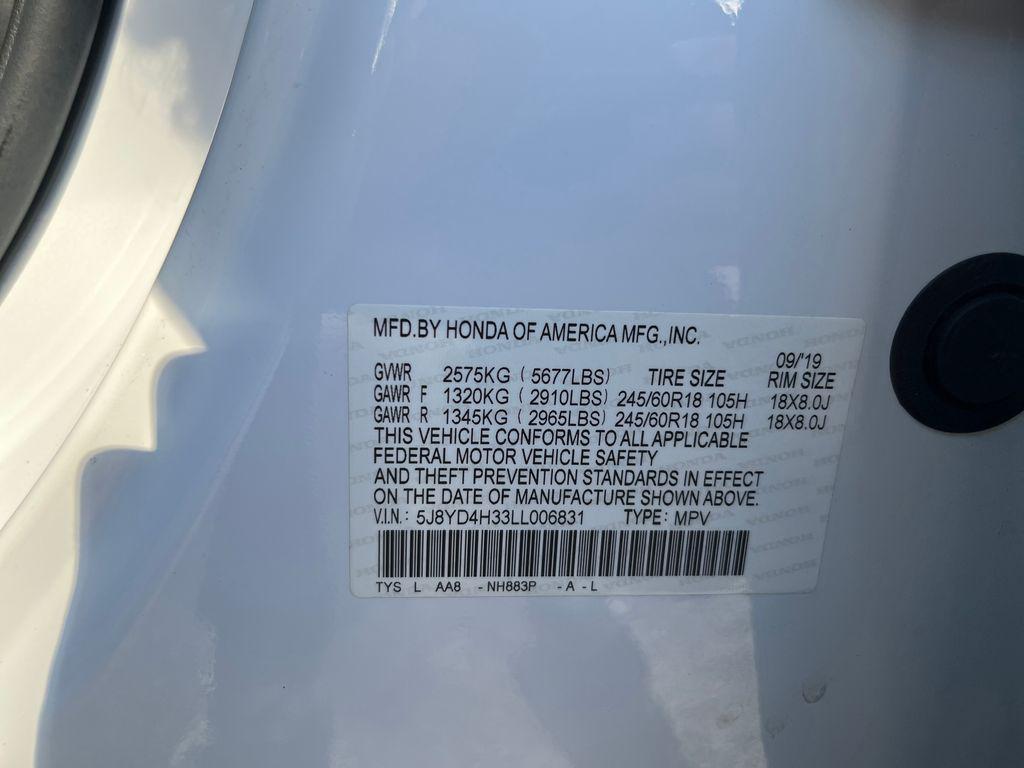 MFD.BY HONDA OF AMERICA MFG.,INC.
09/'19
GVWR 2575KG ( 5677LBS) TIRE SIZE RIM SIZE
GAWR F 1320KG ( 2910LBS) 245/60R18 105H 18X8.0J
GAWR R 1345KG ( 2965LBS) 245/60R18 105H 18X8.0J
THIS VEHICLE CONFORMS TO ALL APPLICABLE
FEDERAL MOTOR VEHICLE SAFETY
AND THEFT PREVENTION STANDARDS IN EFFECT
ON THE DATE OF MANUFACTURE SHOWN ABOVE.
V.I.N.: 5J8YD4H33LL006831 TYPE: MPV
TYS L AA8 -NH883P -A -L